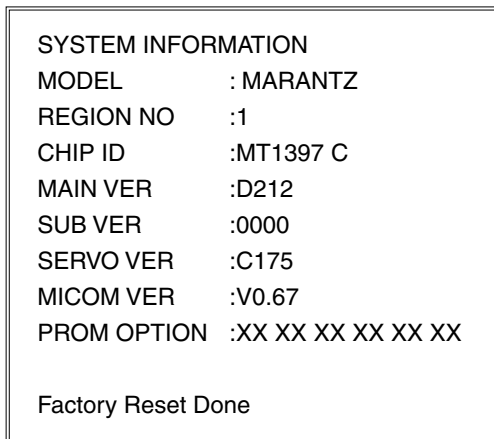 SYSTEM INFORMATION
MODEL : MARANTZ
REGION NO :1
CHIP ID :MT1397 C
MAIN VER :D212
SUB VER :0000
SERVO VER :C175
MICOM VER :V0.67
PROM OPTION :XX XX XX XX XX XX
Factory Reset Done